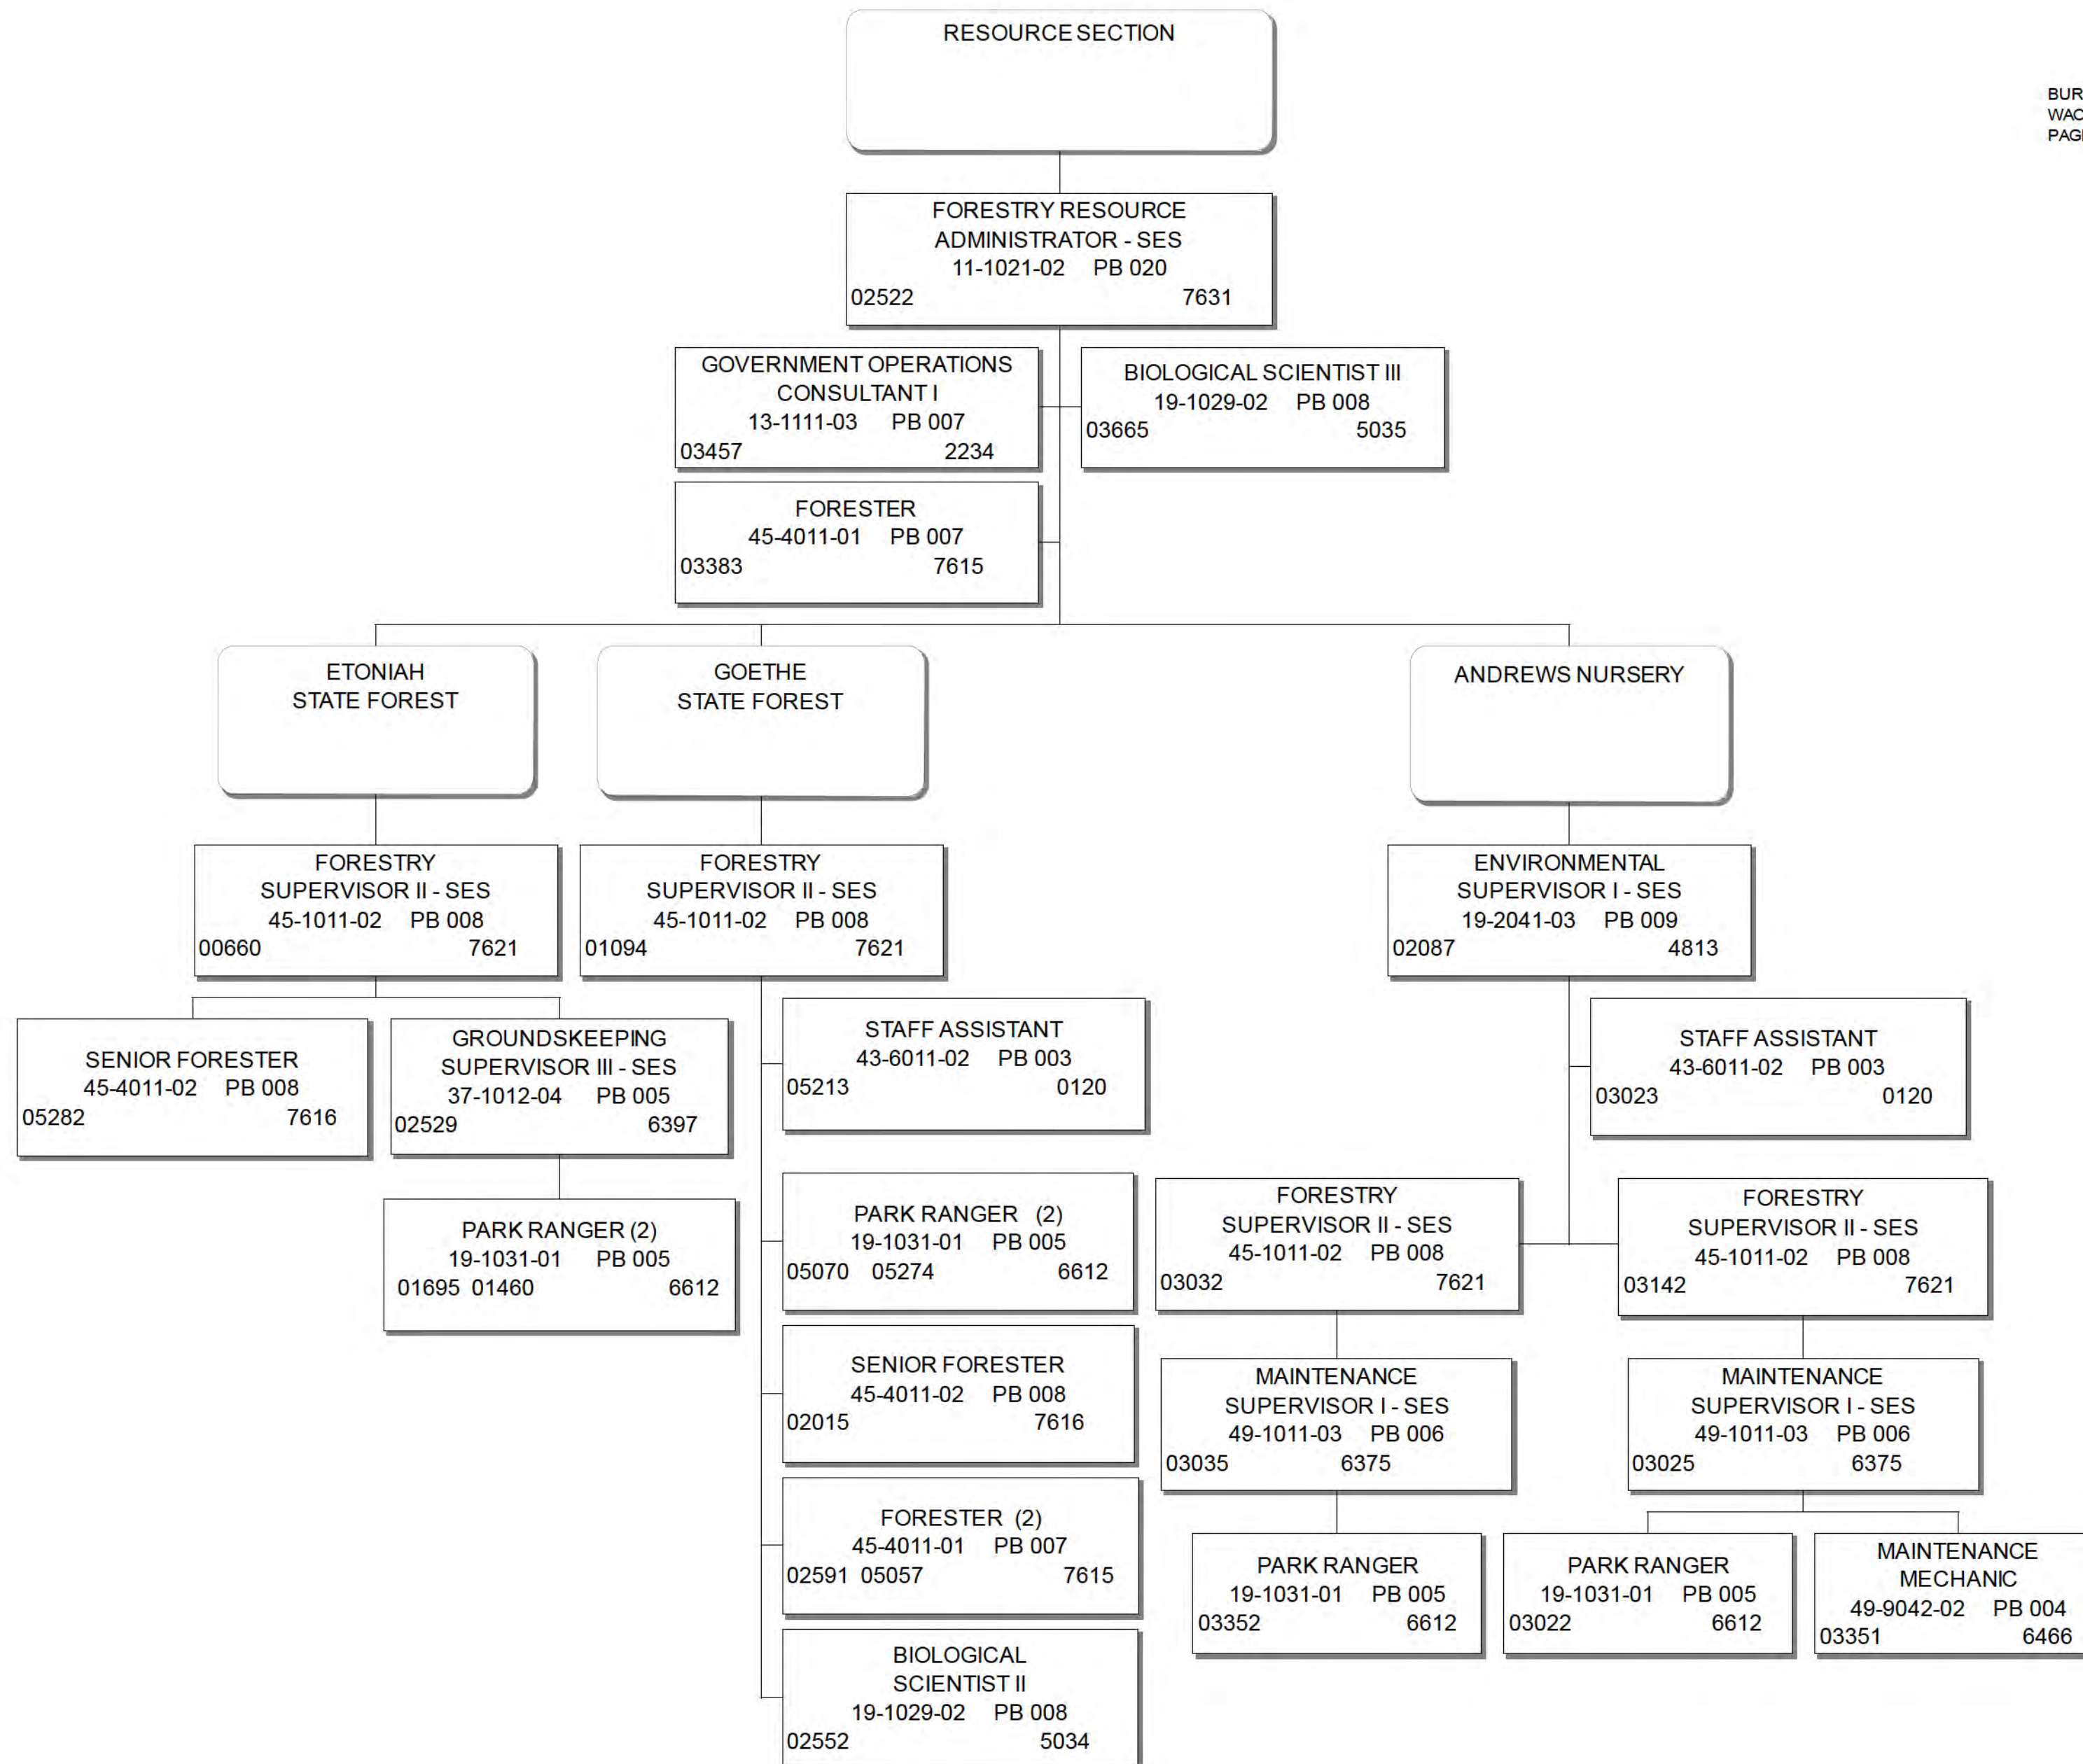 RESOURCE SECTION
FORESTRY RESOURCE
ADMINISTRATOR - SES
11-1021-02 PB 020
02522 7631
GOVERNMENT OPERATIONS
CONSULTANT I
13-1111-03 PB 007
03457 2234
BIOLOGICAL SCIENTIST III
19-1029-02 PB 008
03665 5035
FORESTER
45-4011-01 PB 007
03383 7615
ETONIAH
STATE FOREST
GOETHE
STATE FOREST
ANDREWS NURSERY
FORESTRY
SUPERVISOR II - SES
45-1011-02 PB 008
00660 7621
FORESTRY
SUPERVISOR II - SES
45-1011-02 PB 008
01094 7621
ENVIRONMENTAL
SUPERVISOR I - SES
19-2041-03 PB 009
02087 4813
SENIOR FORESTER
45-4011-02 PB 008
05282 7616
GROUNDSKEEPING
SUPERVISOR III - SES
37-1012-04 PB 005
02529 6397
PARK RANGER (2)
19-1031-01 PB 005
01695 01460 6612
STAFF ASSISTANT
43-6011-02 PB 003
05213 0120
PARK RANGER (2)
19-1031-01 PB 005
05070 05274 6612
SENIOR FORESTER
45-4011-02 PB 008
02015 7616
FORESTER (2)
45-4011-01 PB 007
02591 05057 7615
BIOLOGICAL
SCIENTIST II
19-1029-02 PB 008
02552 5034
STAFF ASSISTANT
43-6011-02 PB 003
03023 0120
FORESTRY
SUPERVISOR II - SES
45-1011-02 PB 008
03032 7621
FORESTRY
SUPERVISOR II - SES
45-1011-02 PB 008
03142 7621
MAINTENANCE
SUPERVISOR I - SES
49-1011-03 PB 006
03035 6375
MAINTENANCE
SUPERVISOR I - SES
49-1011-03 PB 006
03025 6375
PARK RANGER
19-1031-01 PB 005
03352 6612
PARK RANGER
19-1031-01 PB 005
03022 6612
MAINTENANCE
MECHANIC
49-9042-02 PB 004
03351 6466